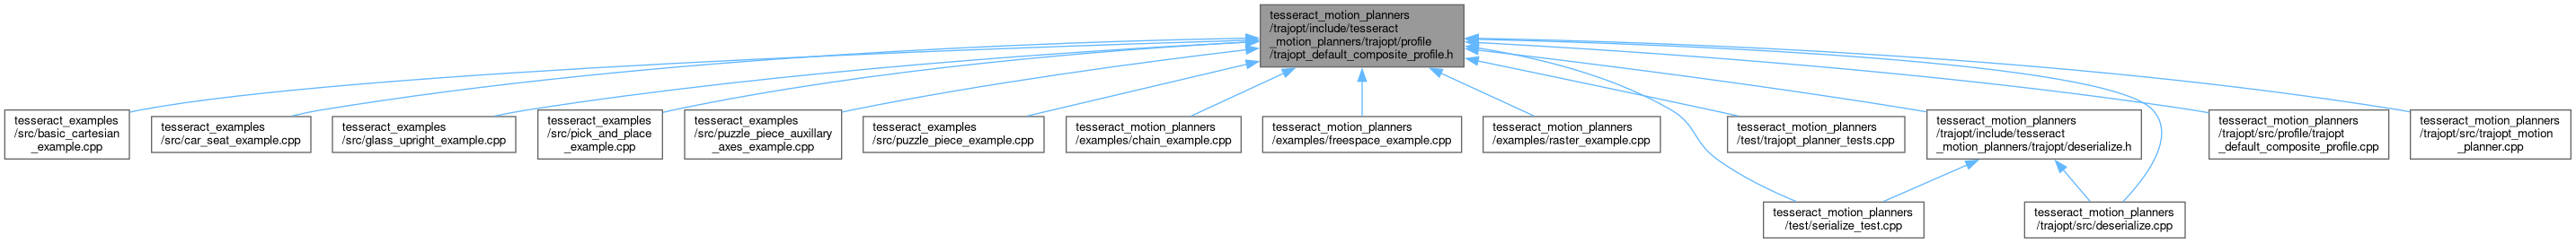 tesseract_motion_planners
/trajopt/include/tesseract
_motion_planners/trajopt/profile
/trajopt_default_composite_profile.h
tesseract_examples
/src/basic_cartesian
_example.cpp
tesseract_examples
/src/car_seat_example.cpp
tesseract_examples
/src/glass_upright_example.cpp
tesseract_examples
/src/pick_and_place
_example.cpp
tesseract_examples
/src/puzzle_piece_auxillary
_axes_example.cpp
tesseract_examples
/src/puzzle_piece_example.cpp
tesseract_motion_planners
/examples/chain_example.cpp
tesseract_motion_planners
/examples/freespace_example.cpp
tesseract_motion_planners
/examples/raster_example.cpp
tesseract_motion_planners
/test/trajopt_planner_tests.cpp
tesseract_motion_planners
/trajopt/include/tesseract
_motion_planners/trajopt/deserialize.h
tesseract_motion_planners
/trajopt/src/profile/trajopt
_default_composite_profile.cpp
tesseract_motion_planners
/trajopt/src/trajopt_motion
_planner.cpp
tesseract_motion_planners
/test/serialize_test.cpp
tesseract_motion_planners
/trajopt/src/deserialize.cpp